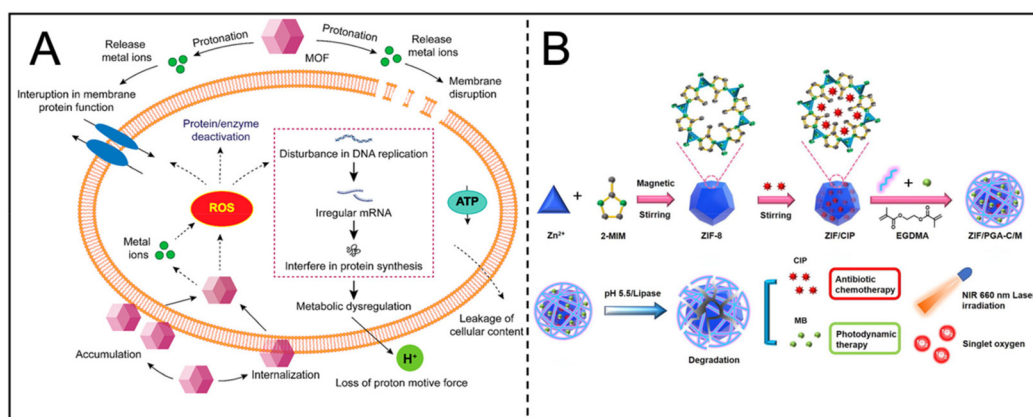 A
Protonation
Protonation
Release
metal ions
Release
metal ions
MOF
Interuption in membrane
protein function
Membrane
disruption
Protein/enzyme
deactivation
Disturbance in DNA replication
ROS
Irregular mRNA
ATP
Metal
ions
Interfere in protein synthesis
Metabolic dysregulation
Leakage of
cellular content
Accumulation
Internalization
H+
Loss of proton motive force
B
Magnetic
Stirring
Stirring
Zn2+
2-MIM
ZIF-8
ZIF/CIP
EGDMA
ZIF/PGA-C/M
CIP
Antibiotic
chemotherapy
NIR 660 nm Laser
irradiation
pH 5.5/Lipase
MB
Photodynamic
therapy
Singlet oxygen
Degradation